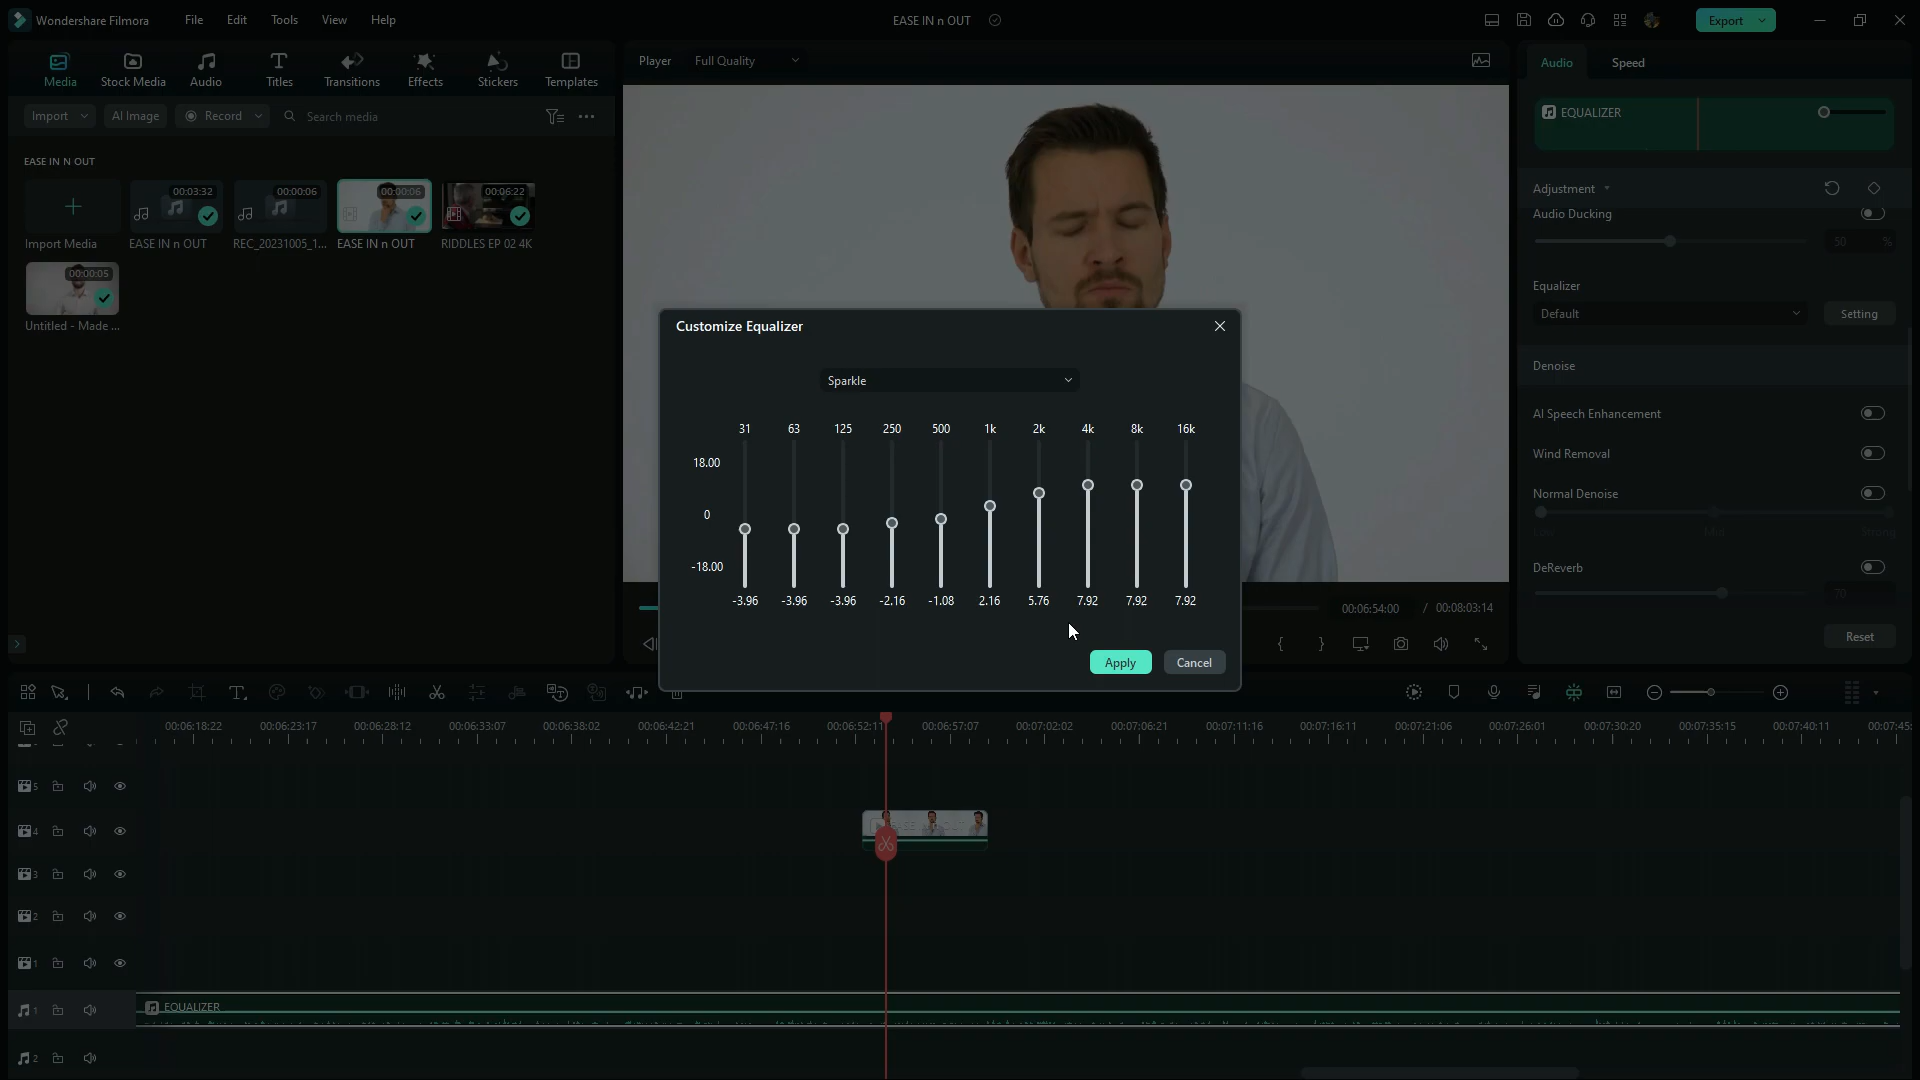 Wondershare Filmora
File
Edit
Tools
View
Help
EASE IN n OUT
Export
Media
Stock Media
Audio
Titles
Transitions
Effects
Stickers
Templates
Import
AI Image
Record
Search media
EASE IN N OUT
00:03:32
00:00:06
00:00:06
00:06:22
Import Media
EASE IN n OUT
REC_20231005_1...
EASE IN n OUT
RIDDLES EP 02 4K
00:00:05
Untitled - Made ...
Player
Full Quality
Audio
Speed
EQUALIZER
Adjustment
Audio Ducking
50 %
Equalizer
Default
Setting
Denoise
AI Speech Enhancement
Wind Removal
Normal Denoise
Low
Mid
Strong
DeReverb
70
Reset
Customize Equalizer
Sparkle
31 63 125 250 500 1k 2k 4k 8k 16k
18.00
0
-18.00
-3.96 -3.96 -3.96 -2.16 -1.08 2.16 5.76 7.92 7.92 7.92
Apply
Cancel
00:06:54:00 / 00:08:03:14
00:06:18:22 00:06:23:17 00:06:28:12 00:06:33:07 00:06:38:02 00:06:42:21 00:06:47:16 00:06:52:11 00:06:57:07 00:07:02:02 00:07:06:21 00:07:11:16 00:07:16:11 00:07:21:06 00:07:26:01 00:07:30:20 00:07:35:15 00:07:40:11 00:07:45:
5
4
3
2
1
1
EQUALIZER
2